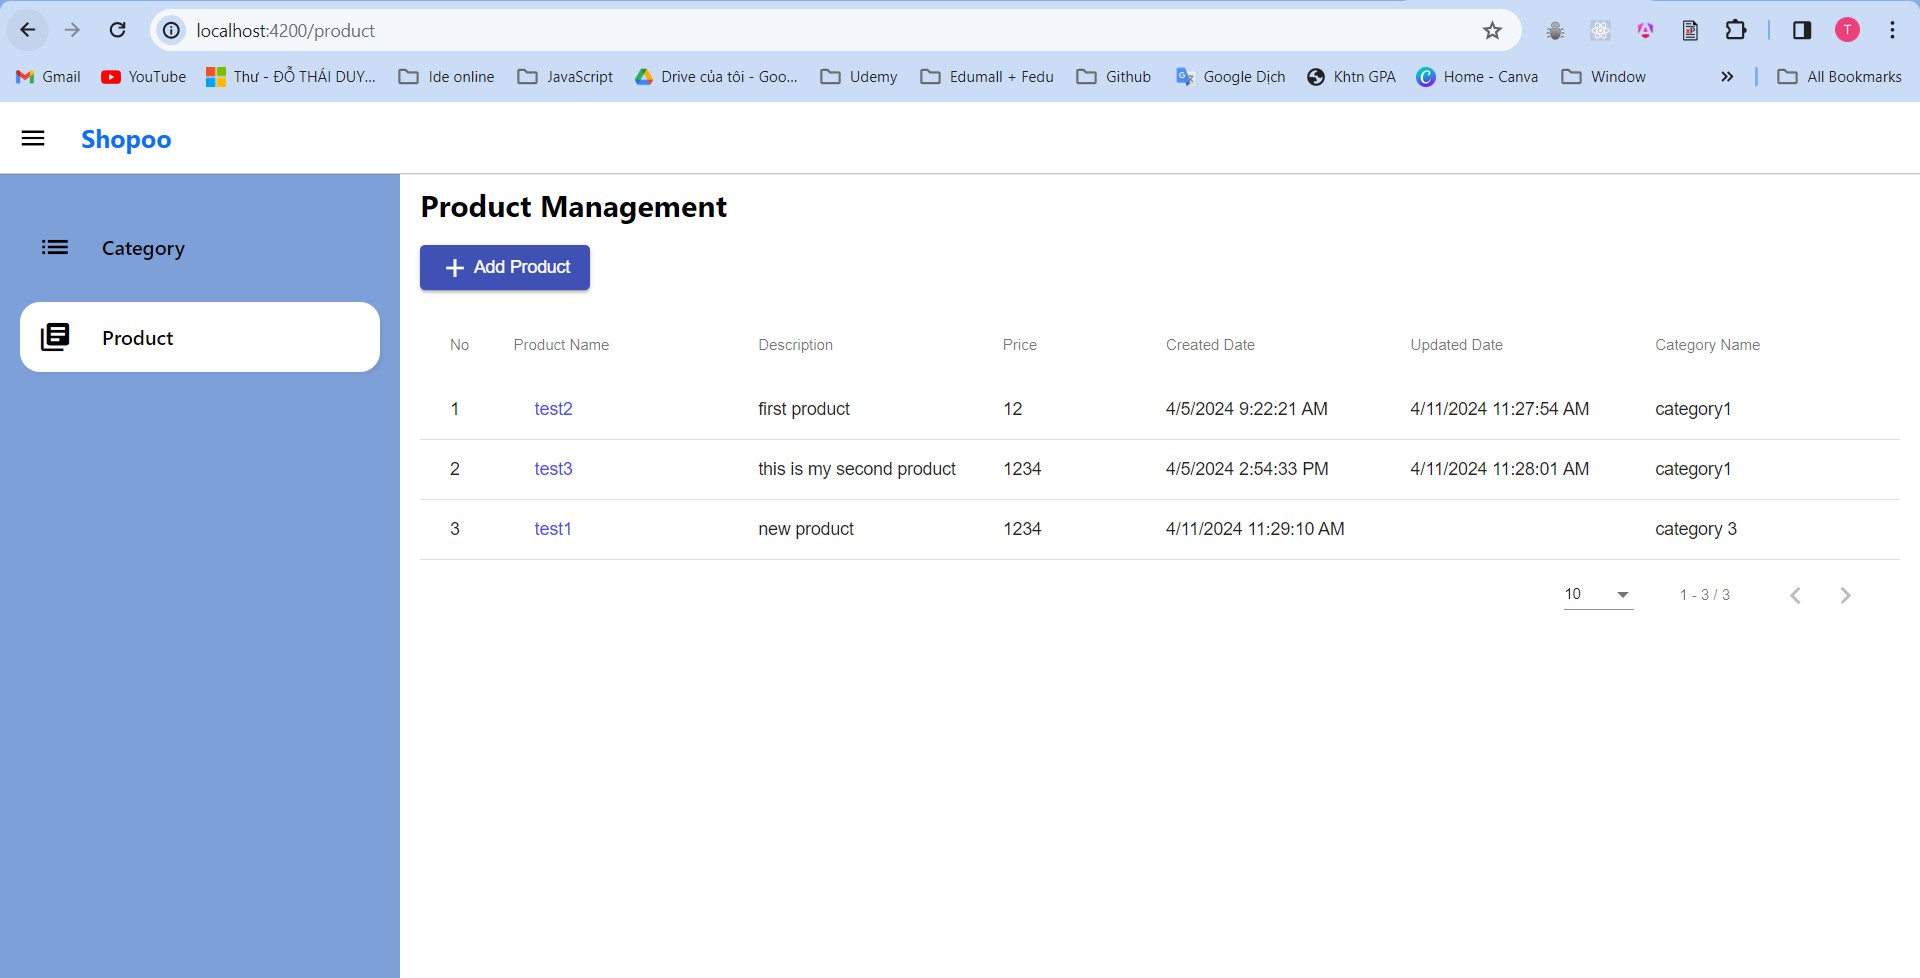 localhost:4200/product
Gmail YouTube Thư - ĐỖ THÁI DUY... Ide online JavaScript Drive của tôi - Goo... Udemy Edumall + Fedu Github Google Dịch Khtn GPA Home - Canva Window » All Bookmarks
T
Shopoo
Category
Product
Product Management
+ Add Product
No Product Name Description Price Created Date Updated Date Category Name
1 test2 first product 12 4/5/2024 9:22:21 AM 4/11/2024 11:27:54 AM category1
2 test3 this is my second product 1234 4/5/2024 2:54:33 PM 4/11/2024 11:28:01 AM category1
3 test1 new product 1234 4/11/2024 11:29:10 AM category 3
10 1 - 3 / 3